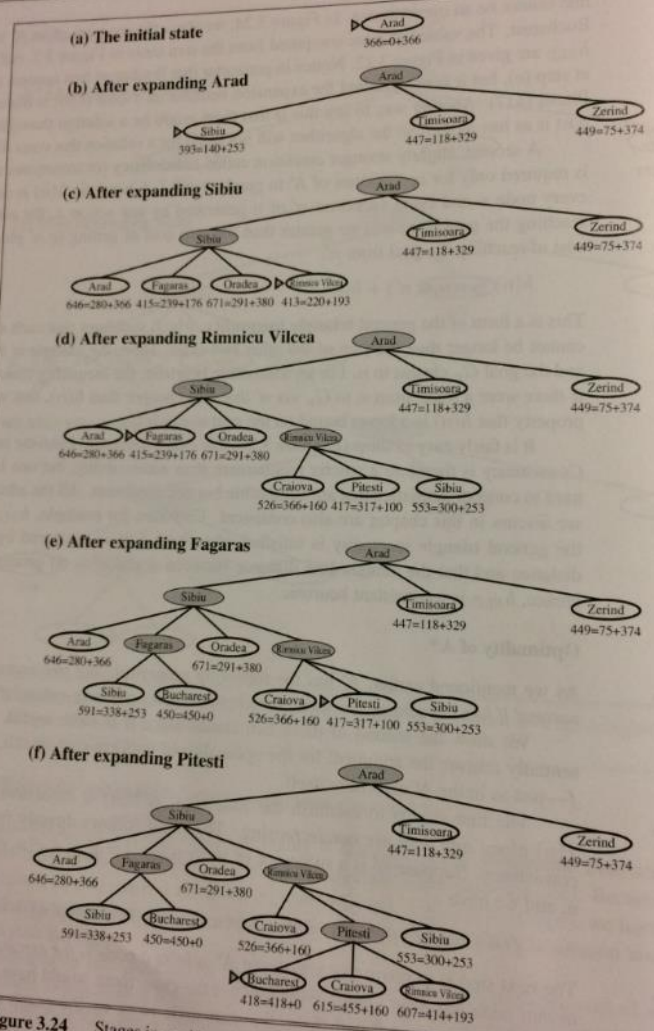 (a) The initial state
Arad
366=0+366
(b) After expanding Arad
Arad
Sibiu
Timisoara
Zerind
393=140+253
447=118+329
449=75+374
(c) After expanding Sibiu
Arad
Sibiu
Timisoara
Zerind
447=118+329
449=75+374
Arad
Fagaras
Oradea
Rimnicu Vilcea
646=280+366 415=239+176 671=291+380 413=220+193
(d) After expanding Rimnicu Vilcea
Arad
Sibiu
Timisoara
Zerind
447=118+329
449=75+374
Arad
Fagaras
Oradea
Rimnicu Vilcea
646=280+366 415=239+176 671=291+380
Craiova
Pitesti
Sibiu
526=366+160 417=317+100 553=300+253
(e) After expanding Fagaras
Arad
Sibiu
Timisoara
Zerind
447=118+329
449=75+374
Arad
Fagaras
Oradea
Rimnicu Vilcea
646=280+366
671=291+380
Sibiu
Bucharest
Craiova
Pitesti
Sibiu
591=338+253 450=450+0
526=366+160 417=317+100 553=300+253
(f) After expanding Pitesti
Arad
Sibiu
Timisoara
Zerind
447=118+329
449=75+374
Arad
Fagaras
Oradea
Rimnicu Vilcea
646=280+366
671=291+380
Sibiu
Bucharest
Craiova
Pitesti
Sibiu
591=338+253 450=450+0
526=366+160
553=300+253
Bucharest
Craiova
Rimnicu Vilcea
418=418+0 615=455+160 607=414+193
gure 3.24 Stages